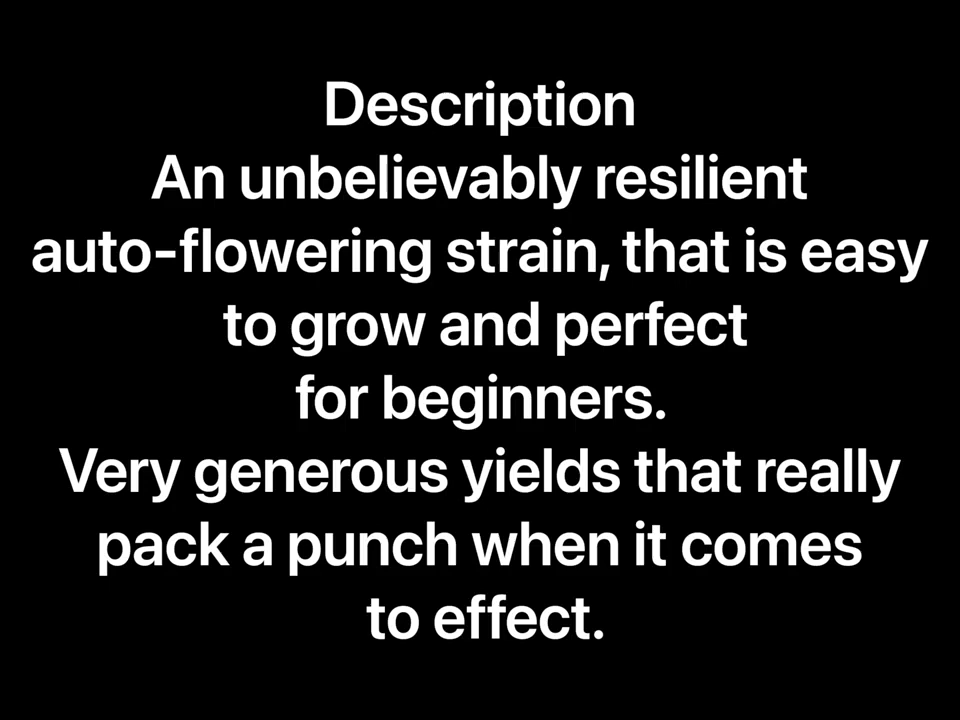 Description
An unbelievably resilient
auto-flowering strain, that is easy
to grow and perfect
for beginners.
Very generous yields that really
pack a punch when it comes
to effect.